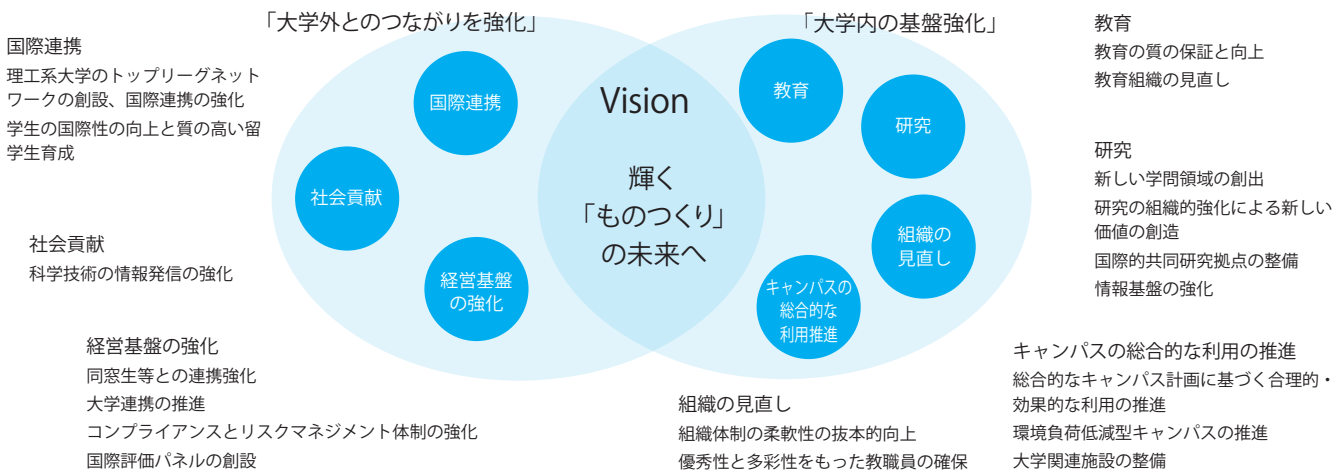 「大学外とのつながりを強化」
「大学内の基盤強化」
国際連携
理工系大学のトップリーグネット
ワークの創設、国際連携の強化
学生の国際性の向上と質の高い留
学生育成
社会貢献
科学技術の情報発信の強化
経営基盤の強化
同窓生等との連携強化
大学連携の推進
コンプライアンスとリスクマネジメント体制の強化
国際評価パネルの創設
国際連携
社会貢献
経営基盤
の強化
Vision
輝く
「ものつくり」
の未来へ
教育
研究
組織の
見直し
キャンパスの
総合的な
利用推進
教育
教育の質の保証と向上
教育組織の見直し
研究
新しい学問領域の創出
研究の組織的強化による新しい
価値の創造
国際的共同研究拠点の整備
情報基盤の強化
組織の見直し
組織体制の柔軟性の抜本的向上
優秀性と多彩性をもった教職員の確保
キャンパスの総合的な利用の推進
総合的なキャンパス計画に基づく合理的・
効果的な利用の推進
環境負荷低減型キャンパスの推進
大学関連施設の整備